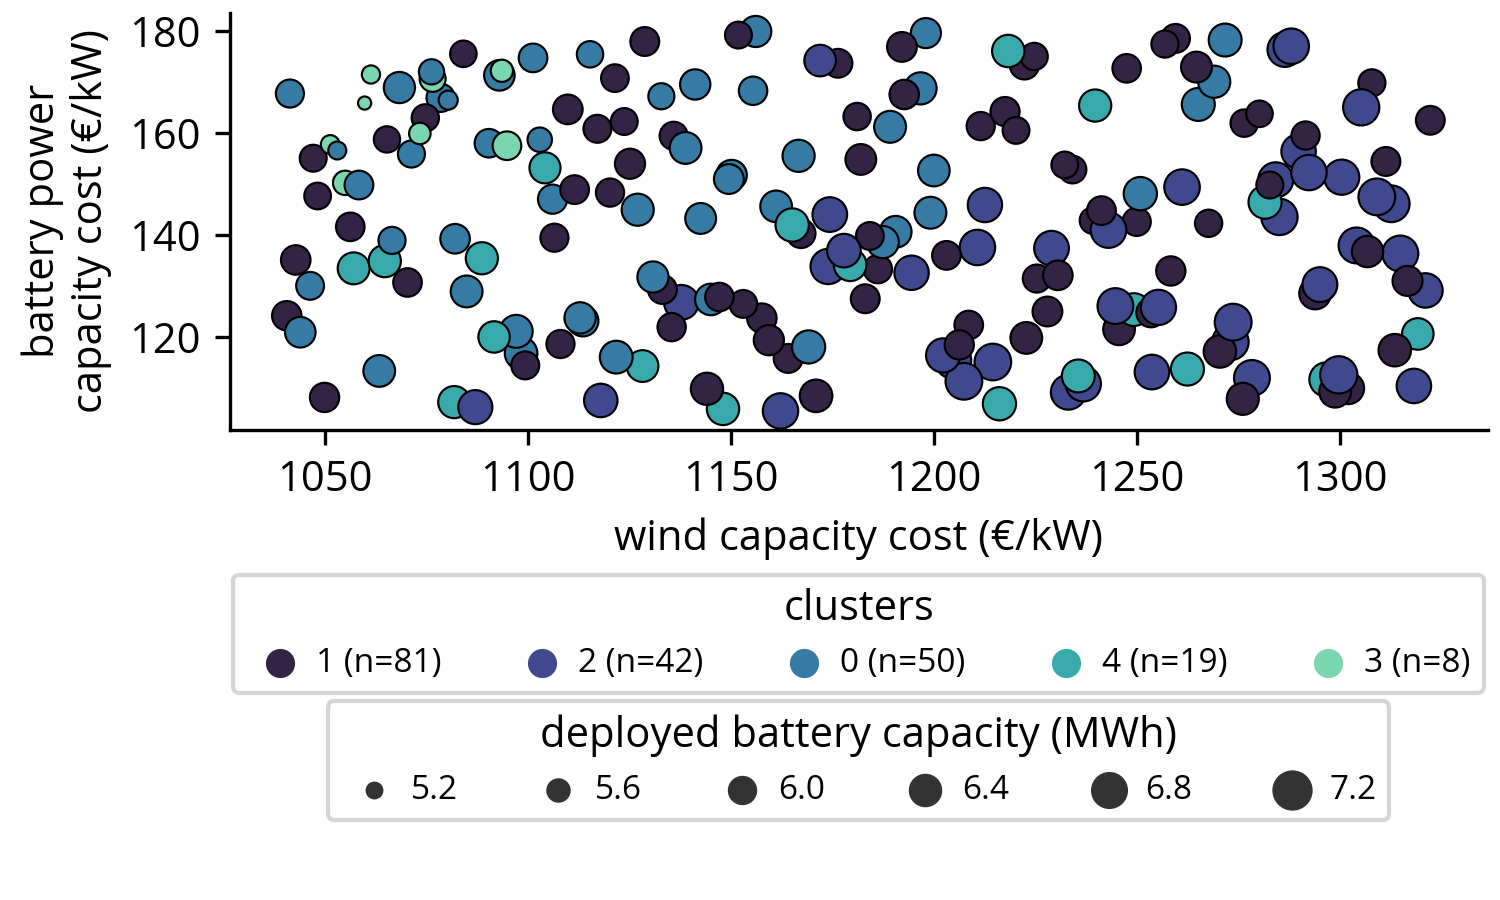 battery power
capacity cost (€/kW)
180
160
140
120
1050 1100 1150 1200 1250 1300
wind capacity cost (€/kW)
clusters
1 (n=81) 2 (n=42) 0 (n=50) 4 (n=19) 3 (n=8)
deployed battery capacity (MWh)
5.2 5.6 6.0 6.4 6.8 7.2